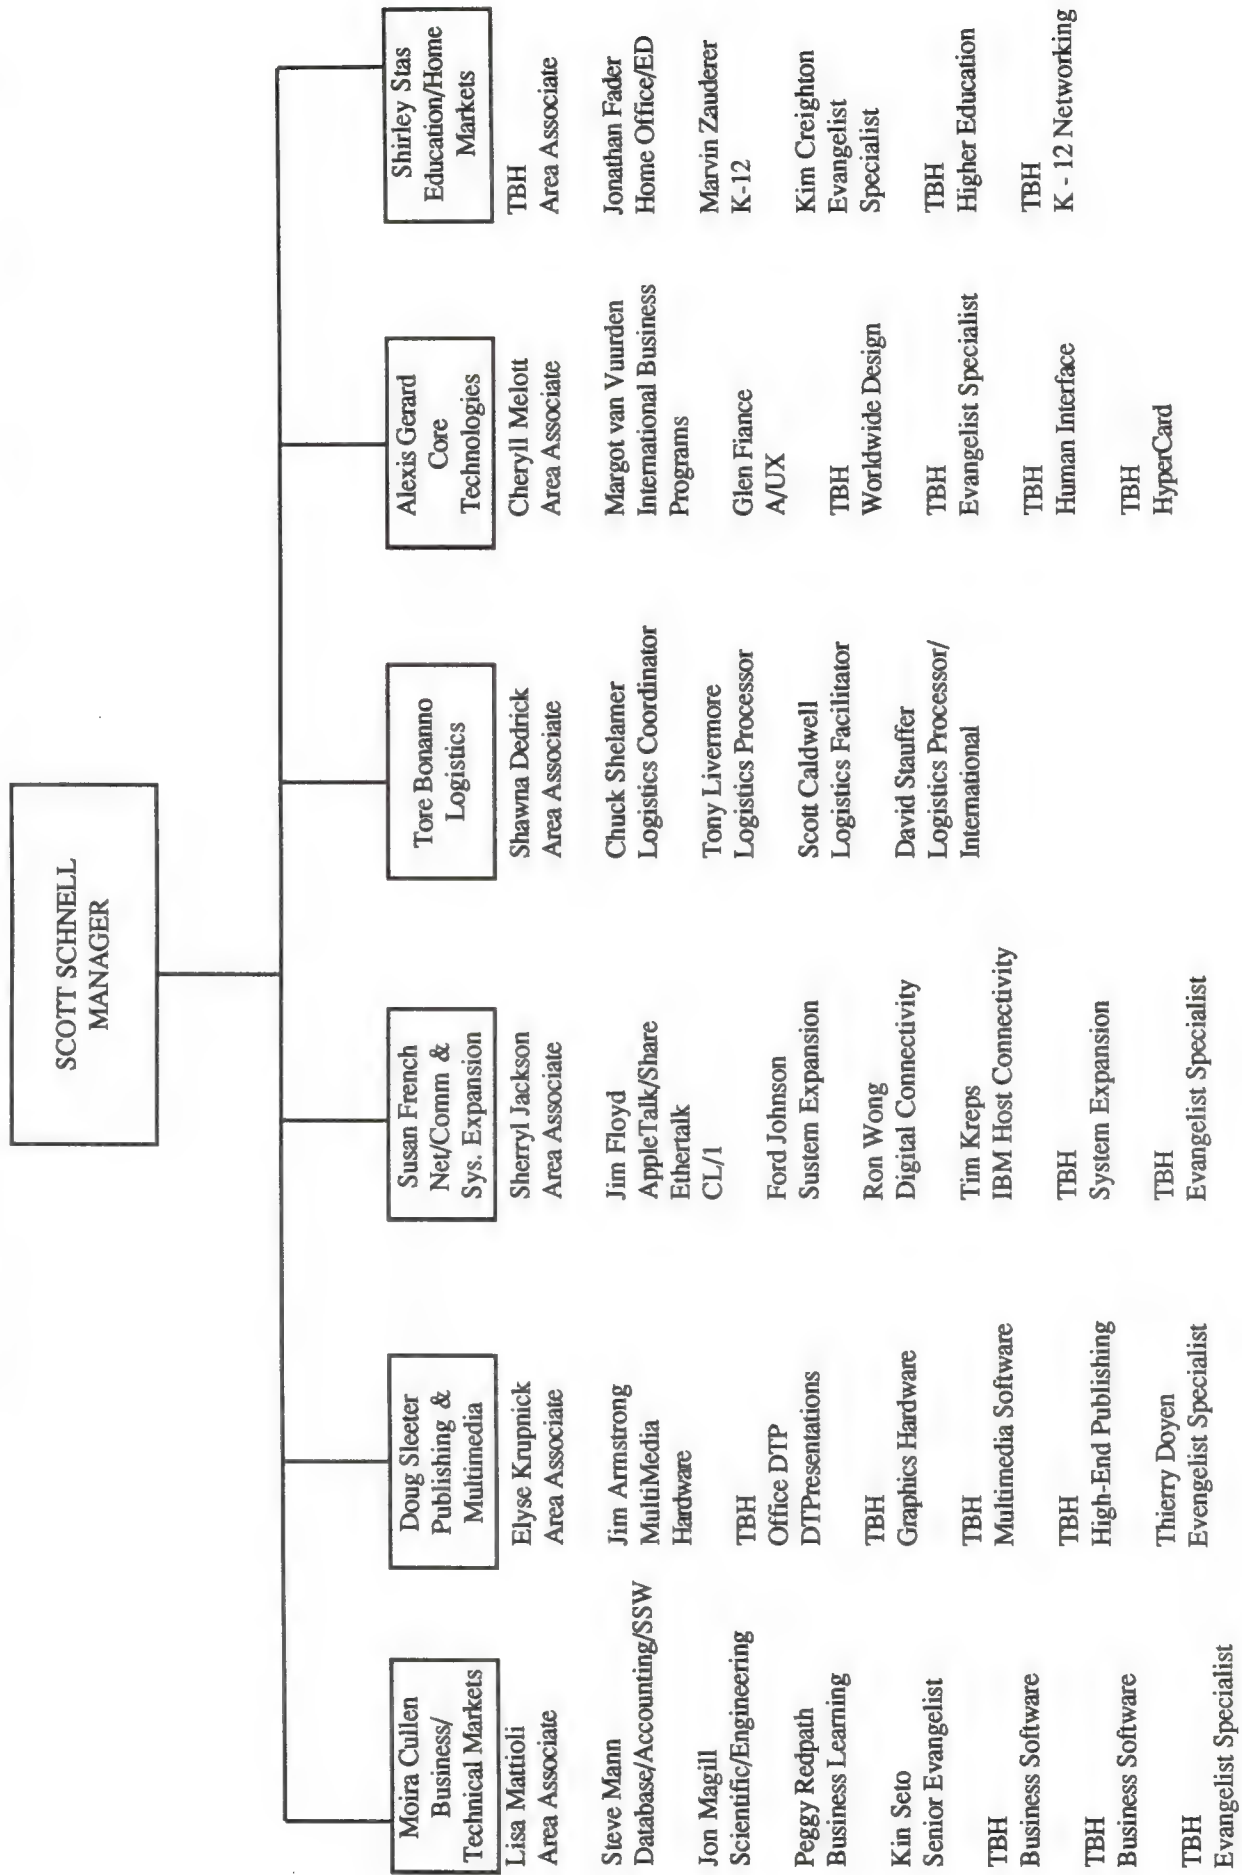 SCOTT SCHNELL
MANAGER
Moira Cullen
Business/
Technical Markets
Lisa Mattioli
Area Associate
Steve Mann
Database/Accounting/SSW
Jon Magill
Scientific/Engineering
Peggy Redpath
Business Learning
Kin Seto
Senior Evangelist
TBH
Business Software
TBH
Business Software
TBH
Evangelist Specialist
Doug Sleeter
Publishing &
Multimedia
Elyse Krupnick
Area Associate
Jim Armstrong
MultiMedia
Hardware
TBH
Office DTP
DTPresentations
TBH
Graphics Hardware
TBH
Multimedia Software
TBH
High-End Publishing
Thierry Doyen
Evengelist Specialist
Susan French
Net/Comm &
Sys. Expansion
Sherryl Jackson
Area Associate
Jim Floyd
AppleTalk/Share
Ethertalk
CL/1
Ford Johnson
Sustem Expansion
Ron Wong
Digital Connectivity
Tim Kreps
IBM Host Connectivity
TBH
System Expansion
TBH
Evangelist Specialist
Tore Bonanno
Logistics
Shawna Dedrick
Area Associate
Chuck Shelamer
Logistics Coordinator
Tony Livermore
Logistics Processor
Scott Caldwell
Logistics Facilitator
David Stauffer
Logistics Processor/
International
Alexis Gerard
Core
Technologies
Cheryll Melott
Area Associate
Margot van Vuurden
International Business
Programs
Glen Fiance
A/UX
TBH
Worldwide Design
TBH
Evangelist Specialist
TBH
Human Interface
TBH
HyperCard
Shirley Stas
Education/Home
Markets
TBH
Area Associate
Jonathan Fader
Home Office/ED
Marvin Zauderer
K-12
Kim Creighton
Evangelist
Specialist
TBH
Higher Education
TBH
K - 12 Networking